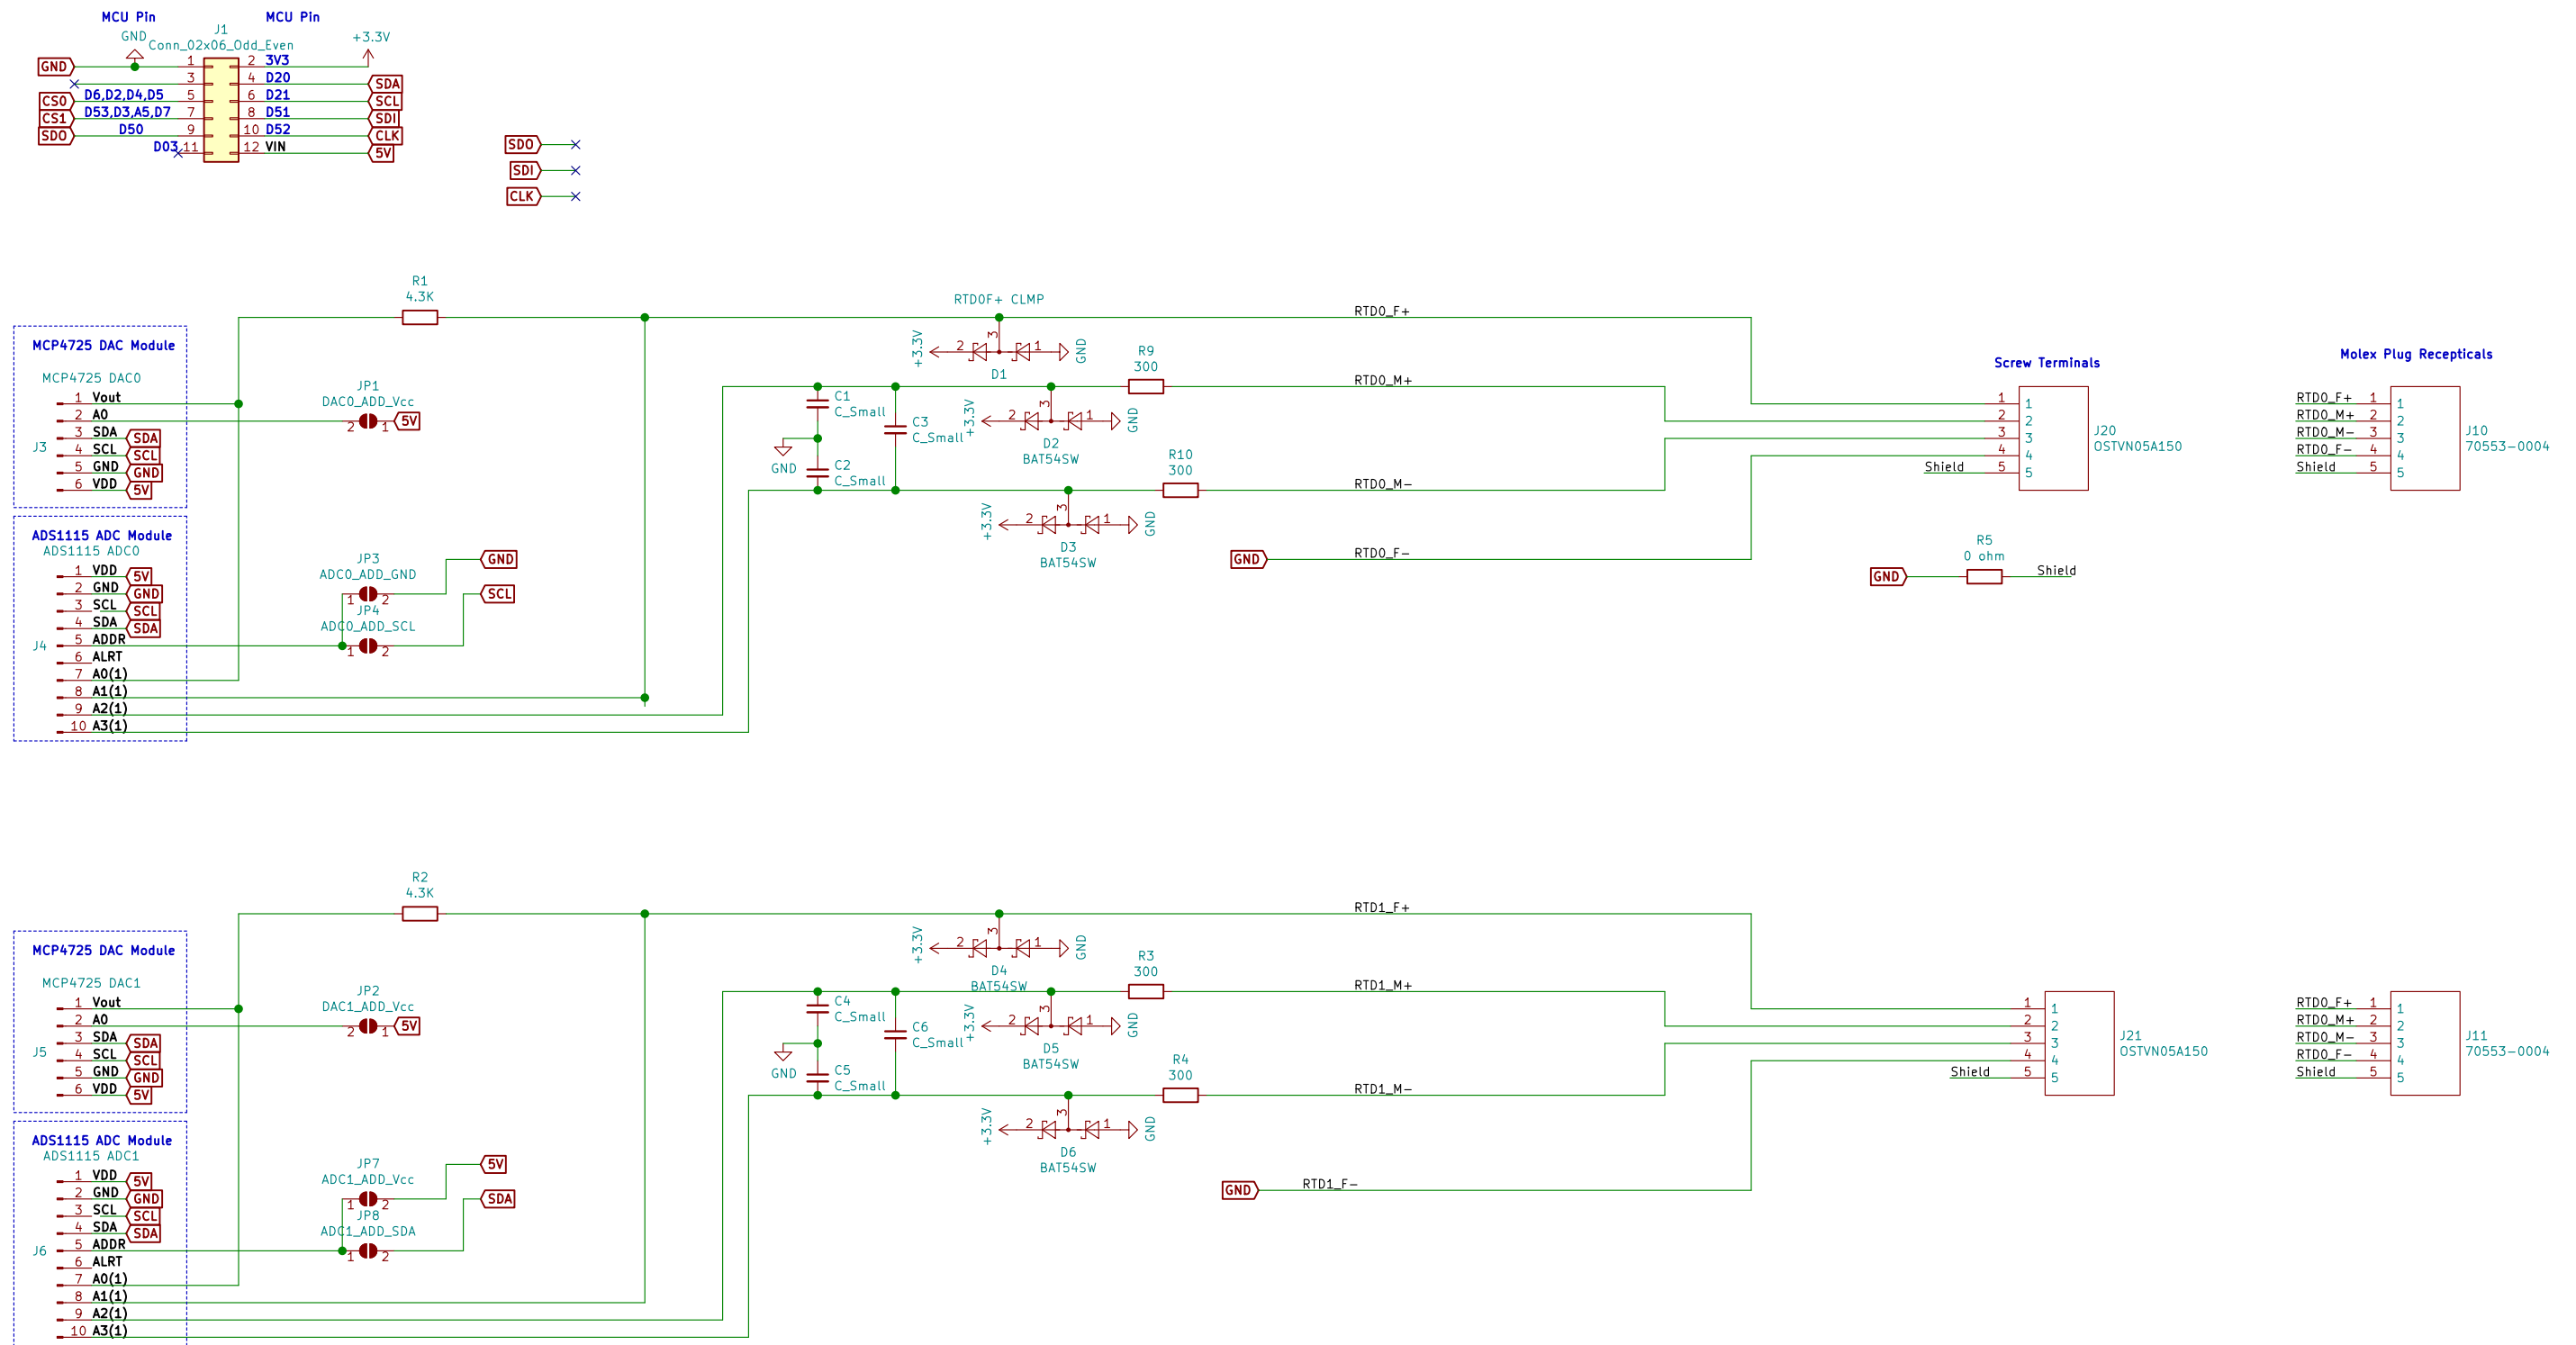 MCU Pin
MCU Pin
GND
J1
Conn_02x06_Odd_Even
+3.3V
GND
1
2
3V3
3
4
D20
SDA
CS0
D6,D2,D4,D5
5
6
D21
SCL
CS1
D53,D3,A5,D7
7
8
D51
SDI
SDO
D50
9
10
D52
CLK
D03
11
12
VIN
5V
SDO
SDI
CLK
R1
4.3K
RTD0F+ CLMP
RTD0_F+
MCP4725 DAC Module
MCP4725 DAC0
1 Vout
2 A0
3 SDA SDA
J3
4 SCL SCL
5 GND GND
6 VDD 5V
JP1
DAC0_ADD_Vcc
2 1 5V
+3.3V
2 3 1
GND
D1
R9
300
RTD0_M+
C1
C_Small
C3
C_Small
GND
C2
C_Small
+3.3V
2 3 1
GND
D2
BAT54SW
R10
300
RTD0_M-
+3.3V
2 3 1
GND
D3
BAT54SW
GND
RTD0_F-
Screw Terminals
1 1
2 2
3 3
4 4
Shield 5 5
J20
OSTVN05A150
Molex Plug Recepticals
RTD0_F+ 1 1
RTD0_M+ 2 2
RTD0_M- 3 3
RTD0_F- 4 4
Shield 5 5
J10
70553-0004
R5
0 ohm
GND
Shield
ADS1115 ADC Module
ADS1115 ADC0
1 VDD 5V
2 GND GND
3 SCL SCL
4 SDA SDA
J4
5 ADDR
6 ALRT
7 A0(1)
8 A1(1)
9 A2(1)
10 A3(1)
JP3
ADC0_ADD_GND
1 2
GND
JP4
ADC0_ADD_SCL
1 2
SCL
R2
4.3K
RTD1_F+
MCP4725 DAC Module
MCP4725 DAC1
1 Vout
2 A0
3 SDA SDA
J5
4 SCL SCL
5 GND GND
6 VDD 5V
JP2
DAC1_ADD_Vcc
2 1 5V
+3.3V
2 3 1
GND
D4
BAT54SW
R3
300
RTD1_M+
C4
C_Small
C6
C_Small
GND
C5
C_Small
+3.3V
2 3 1
GND
D5
BAT54SW
R4
300
RTD1_M-
+3.3V
2 3 1
GND
D6
BAT54SW
GND
RTD1_F-
1 1
2 2
3 3
4 4
Shield 5 5
J21
OSTVN05A150
RTD0_F+ 1 1
RTD0_M+ 2 2
RTD0_M- 3 3
RTD0_F- 4 4
Shield 5 5
J11
70553-0004
ADS1115 ADC Module
ADS1115 ADC1
1 VDD 5V
2 GND GND
3 SCL SCL
4 SDA SDA
J6
5 ADDR
6 ALRT
7 A0(1)
8 A1(1)
9 A2(1)
10 A3(1)
JP7
ADC1_ADD_Vcc
1 2
5V
JP8
ADC1_ADD_SDA
1 2
SDA